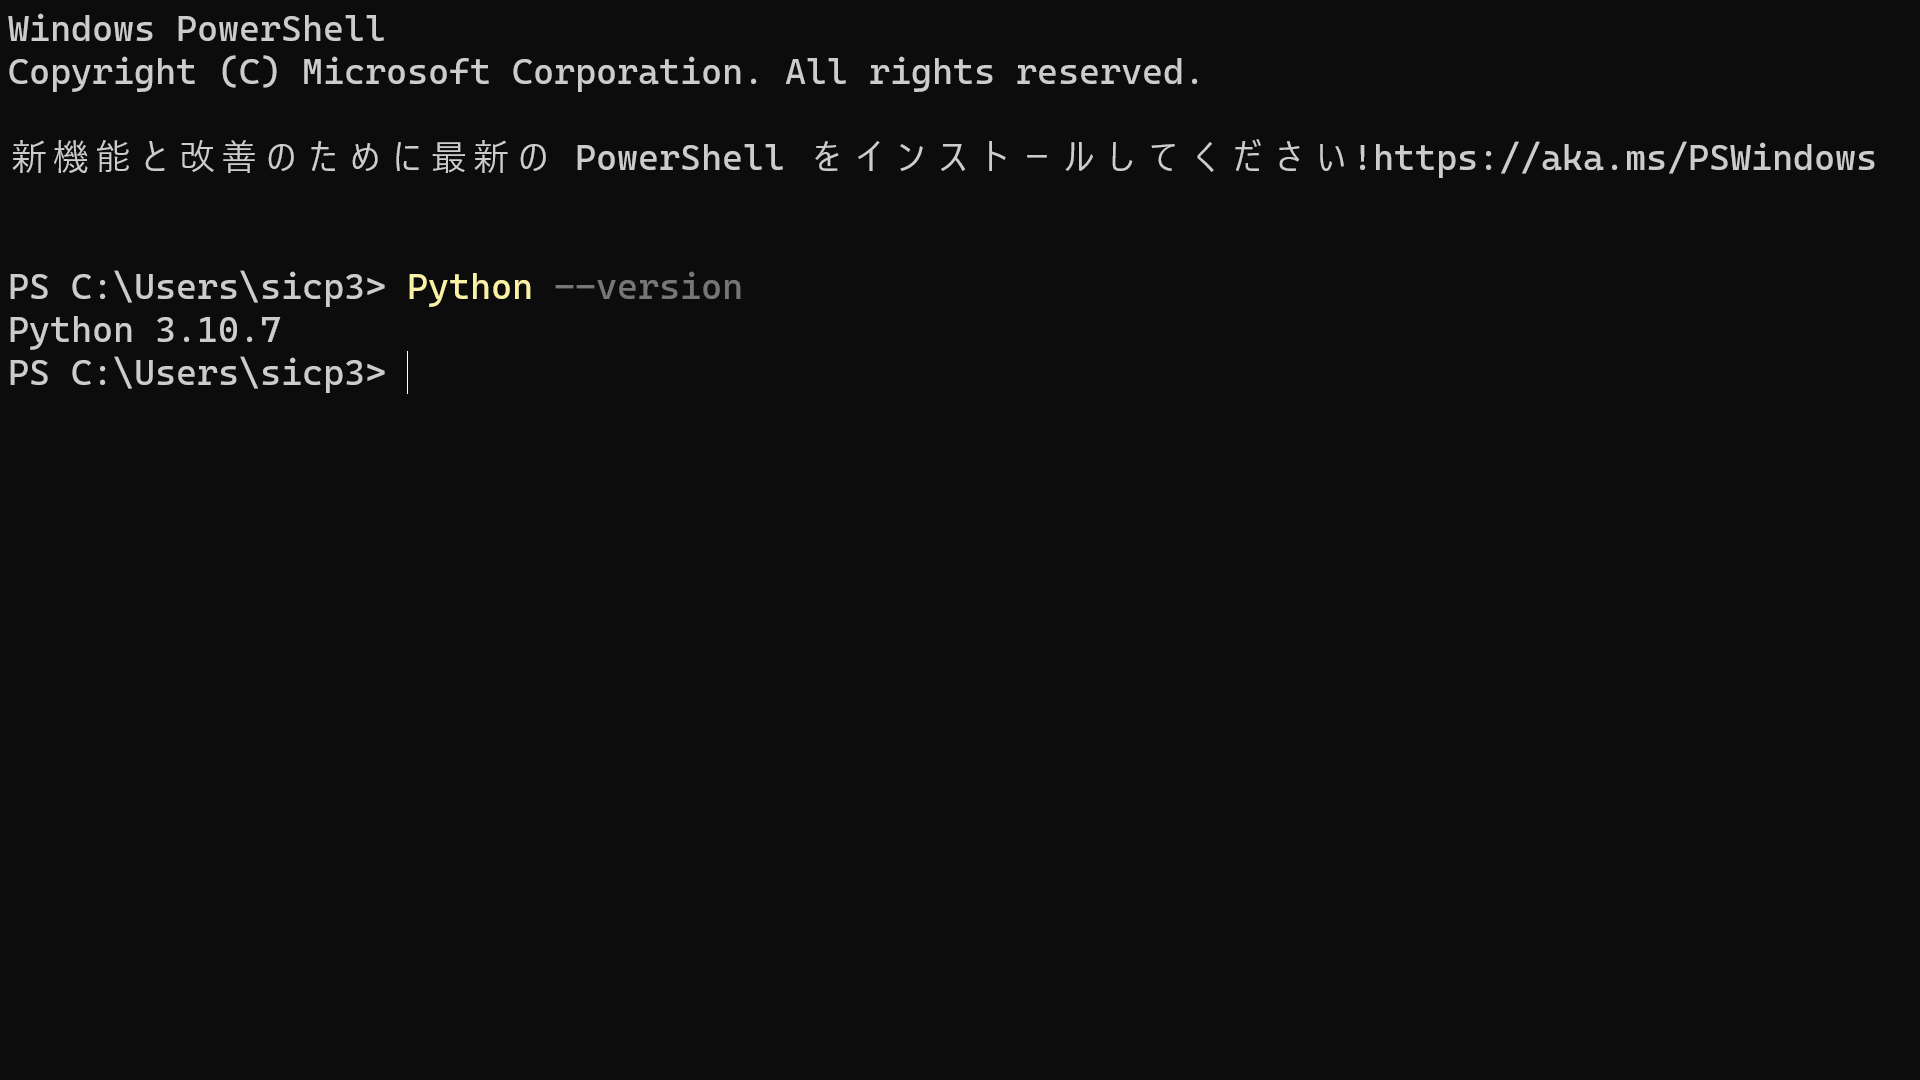 Windows PowerShell
Copyright (C) Microsoft Corporation. All rights reserved.
新機能と改善のために最新の PowerShell をインストールしてください!https://aka.ms/PSWindows
PS C:\Users\sicp3> Python --version
Python 3.10.7
PS C:\Users\sicp3>